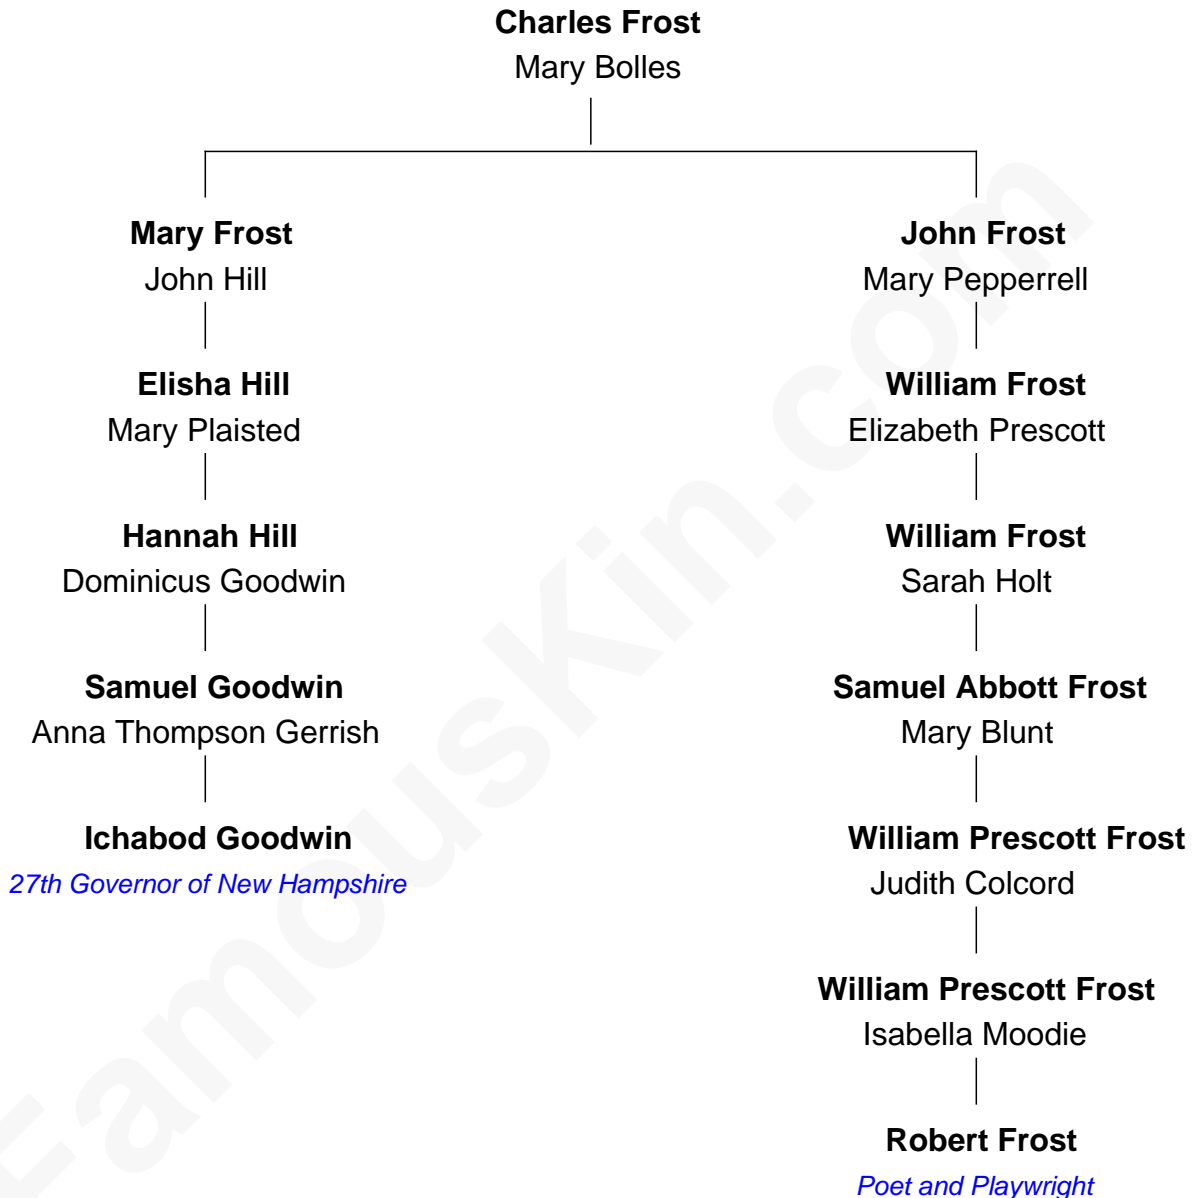 Charles Frost
Mary Bolles
Mary Frost
John Hill
John Frost
Mary Pepperrell
Elisha Hill
Mary Plaisted
William Frost
Elizabeth Prescott
Hannah Hill
Dominicus Goodwin
William Frost
Sarah Holt
Samuel Goodwin
Anna Thompson Gerrish
Samuel Abbott Frost
Mary Blunt
Ichabod Goodwin
27th Governor of New Hampshire
William Prescott Frost
Judith Colcord
William Prescott Frost
Isabella Moodie
Robert Frost
Poet and Playwright
FamousKin.com